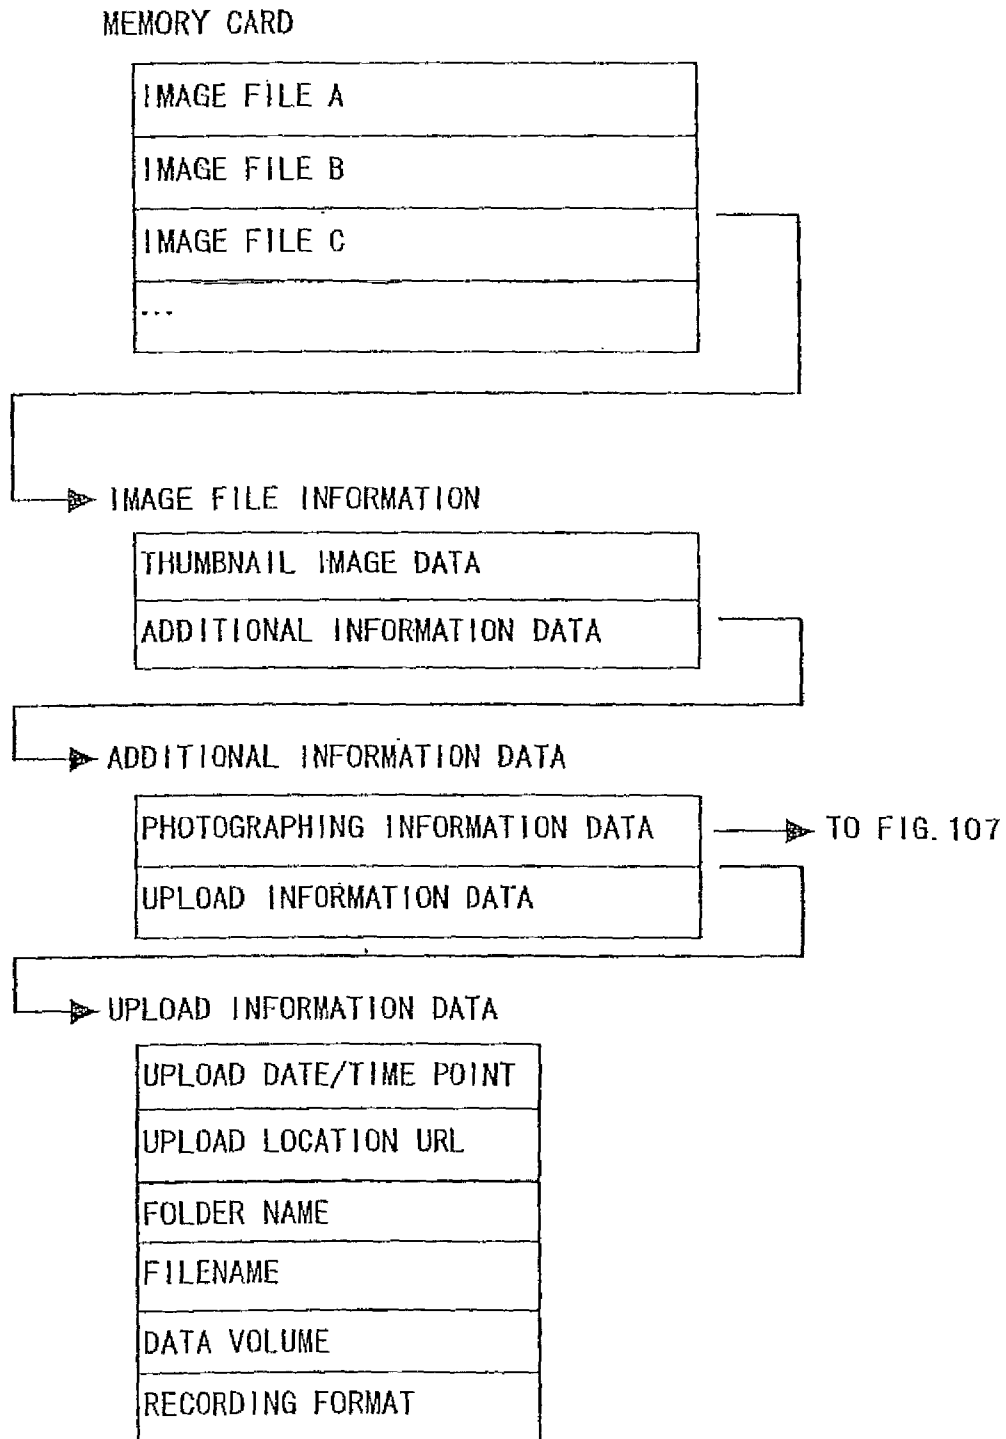 MEMORY CARD
IMAGE FILE A
IMAGE FILE B
IMAGE FILE C
...
IMAGE FILE INFORMATION
THUMBNAIL IMAGE DATA
ADDITIONAL INFORMATION DATA
ADDITIONAL INFORMATION DATA
PHOTOGRAPHING INFORMATION DATA
TO FIG. 107
UPLOAD INFORMATION DATA
UPLOAD INFORMATION DATA
UPLOAD DATE/TIME POINT
UPLOAD LOCATION URL
FOLDER NAME
FILENAME
DATA VOLUME
RECORDING FORMAT